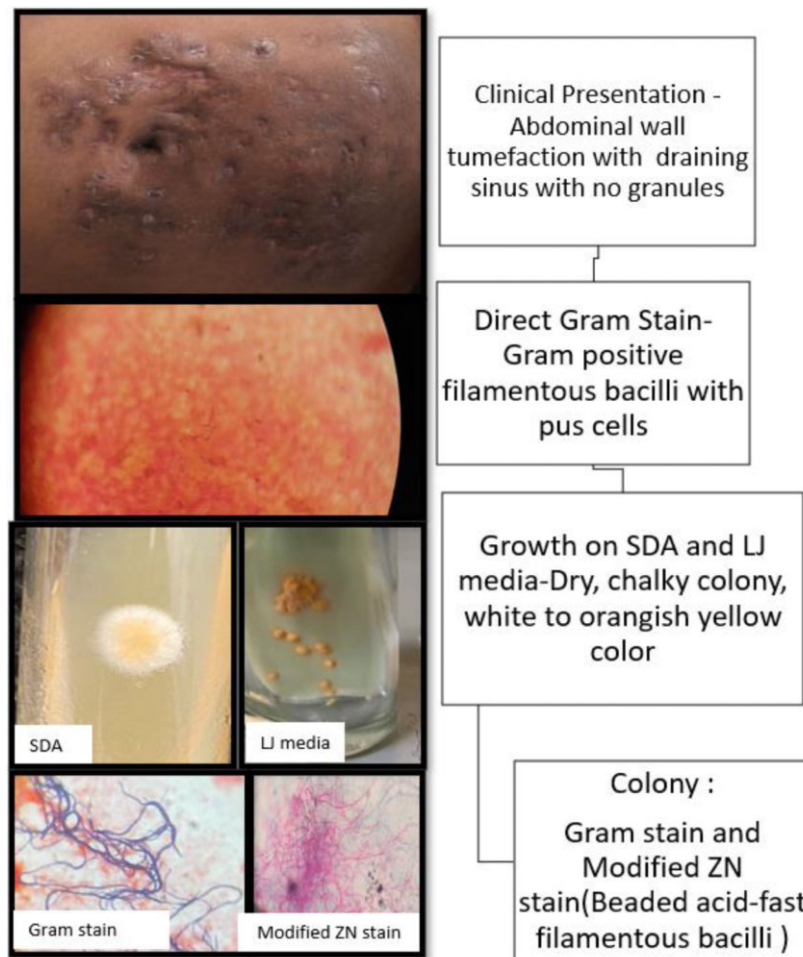 Clinical Presentation -
Abdominal wall
tumefaction with draining
sinus with no granules
Direct Gram Stain-
Gram positive
filamentous bacilli with
pus cells
Growth on SDA and LJ
media-Dry, chalky colony,
white to orangish yellow
color
SDA
LJ media
Colony :
Gram stain and
Modified ZN
stain(Beaded acid-fast
filamentous bacilli )
Gram stain
Modified ZN stain